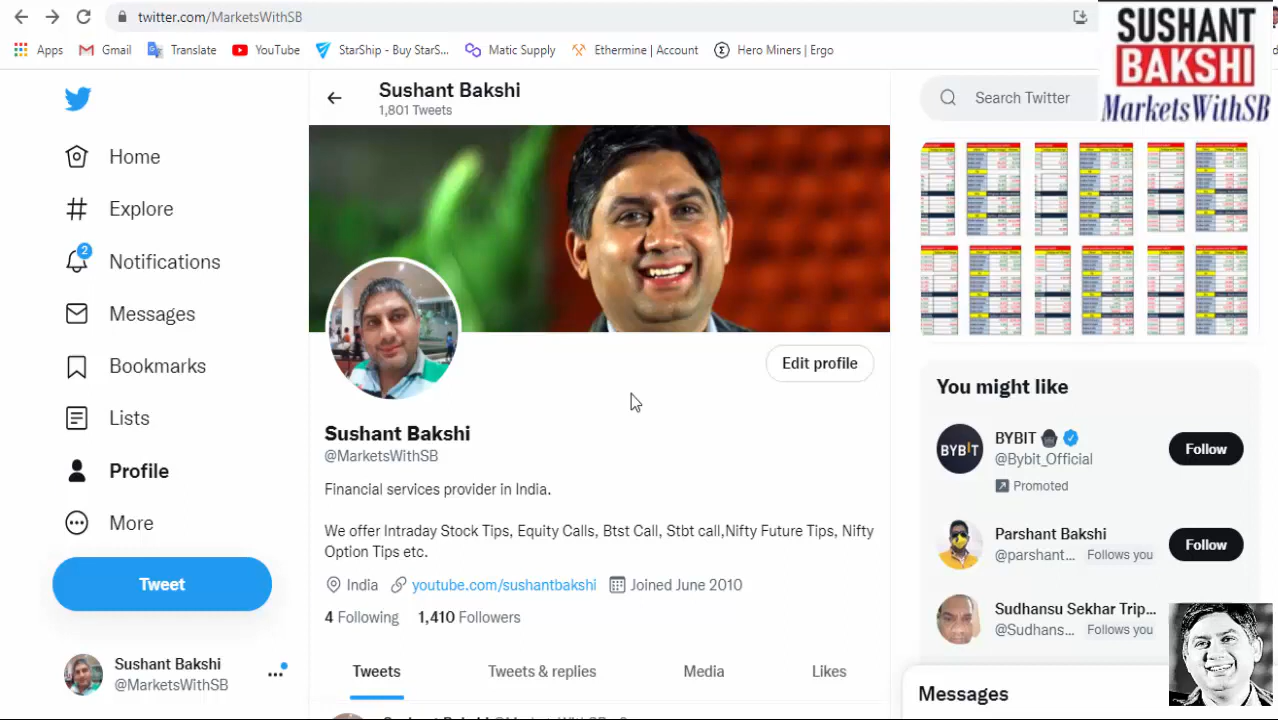 twitter.com/MarketsWithSB
Apps
Gmail
Translate
YouTube
StarShip - Buy StarS...
Matic Supply
Ethermine | Account
Hero Miners | Ergo
SUSHANT
BAKSHI
MarketsWithSB
Sushant Bakshi
1,801 Tweets
Search Twitter
Home
Explore
2
Notifications
Messages
Bookmarks
Lists
Profile
More
Tweet
Sushant Bakshi
@MarketsWithSB
Edit profile
Sushant Bakshi
@MarketsWithSB
Financial services provider in India.
We offer Intraday Stock Tips, Equity Calls, Btst Call, Stbt call,Nifty Future Tips, Nifty
Option Tips etc.
India youtube.com/sushantbakshi Joined June 2010
4 Following 1,410 Followers
Tweets Tweets & replies Media Likes
You might like
BYBIT
BYBIT
@Bybit_Official
Promoted
Follow
Parshant Bakshi
@parshant... Follows you
Follow
Sudhansu Sekhar Trip...
@Sudhans... Follows you
Messages